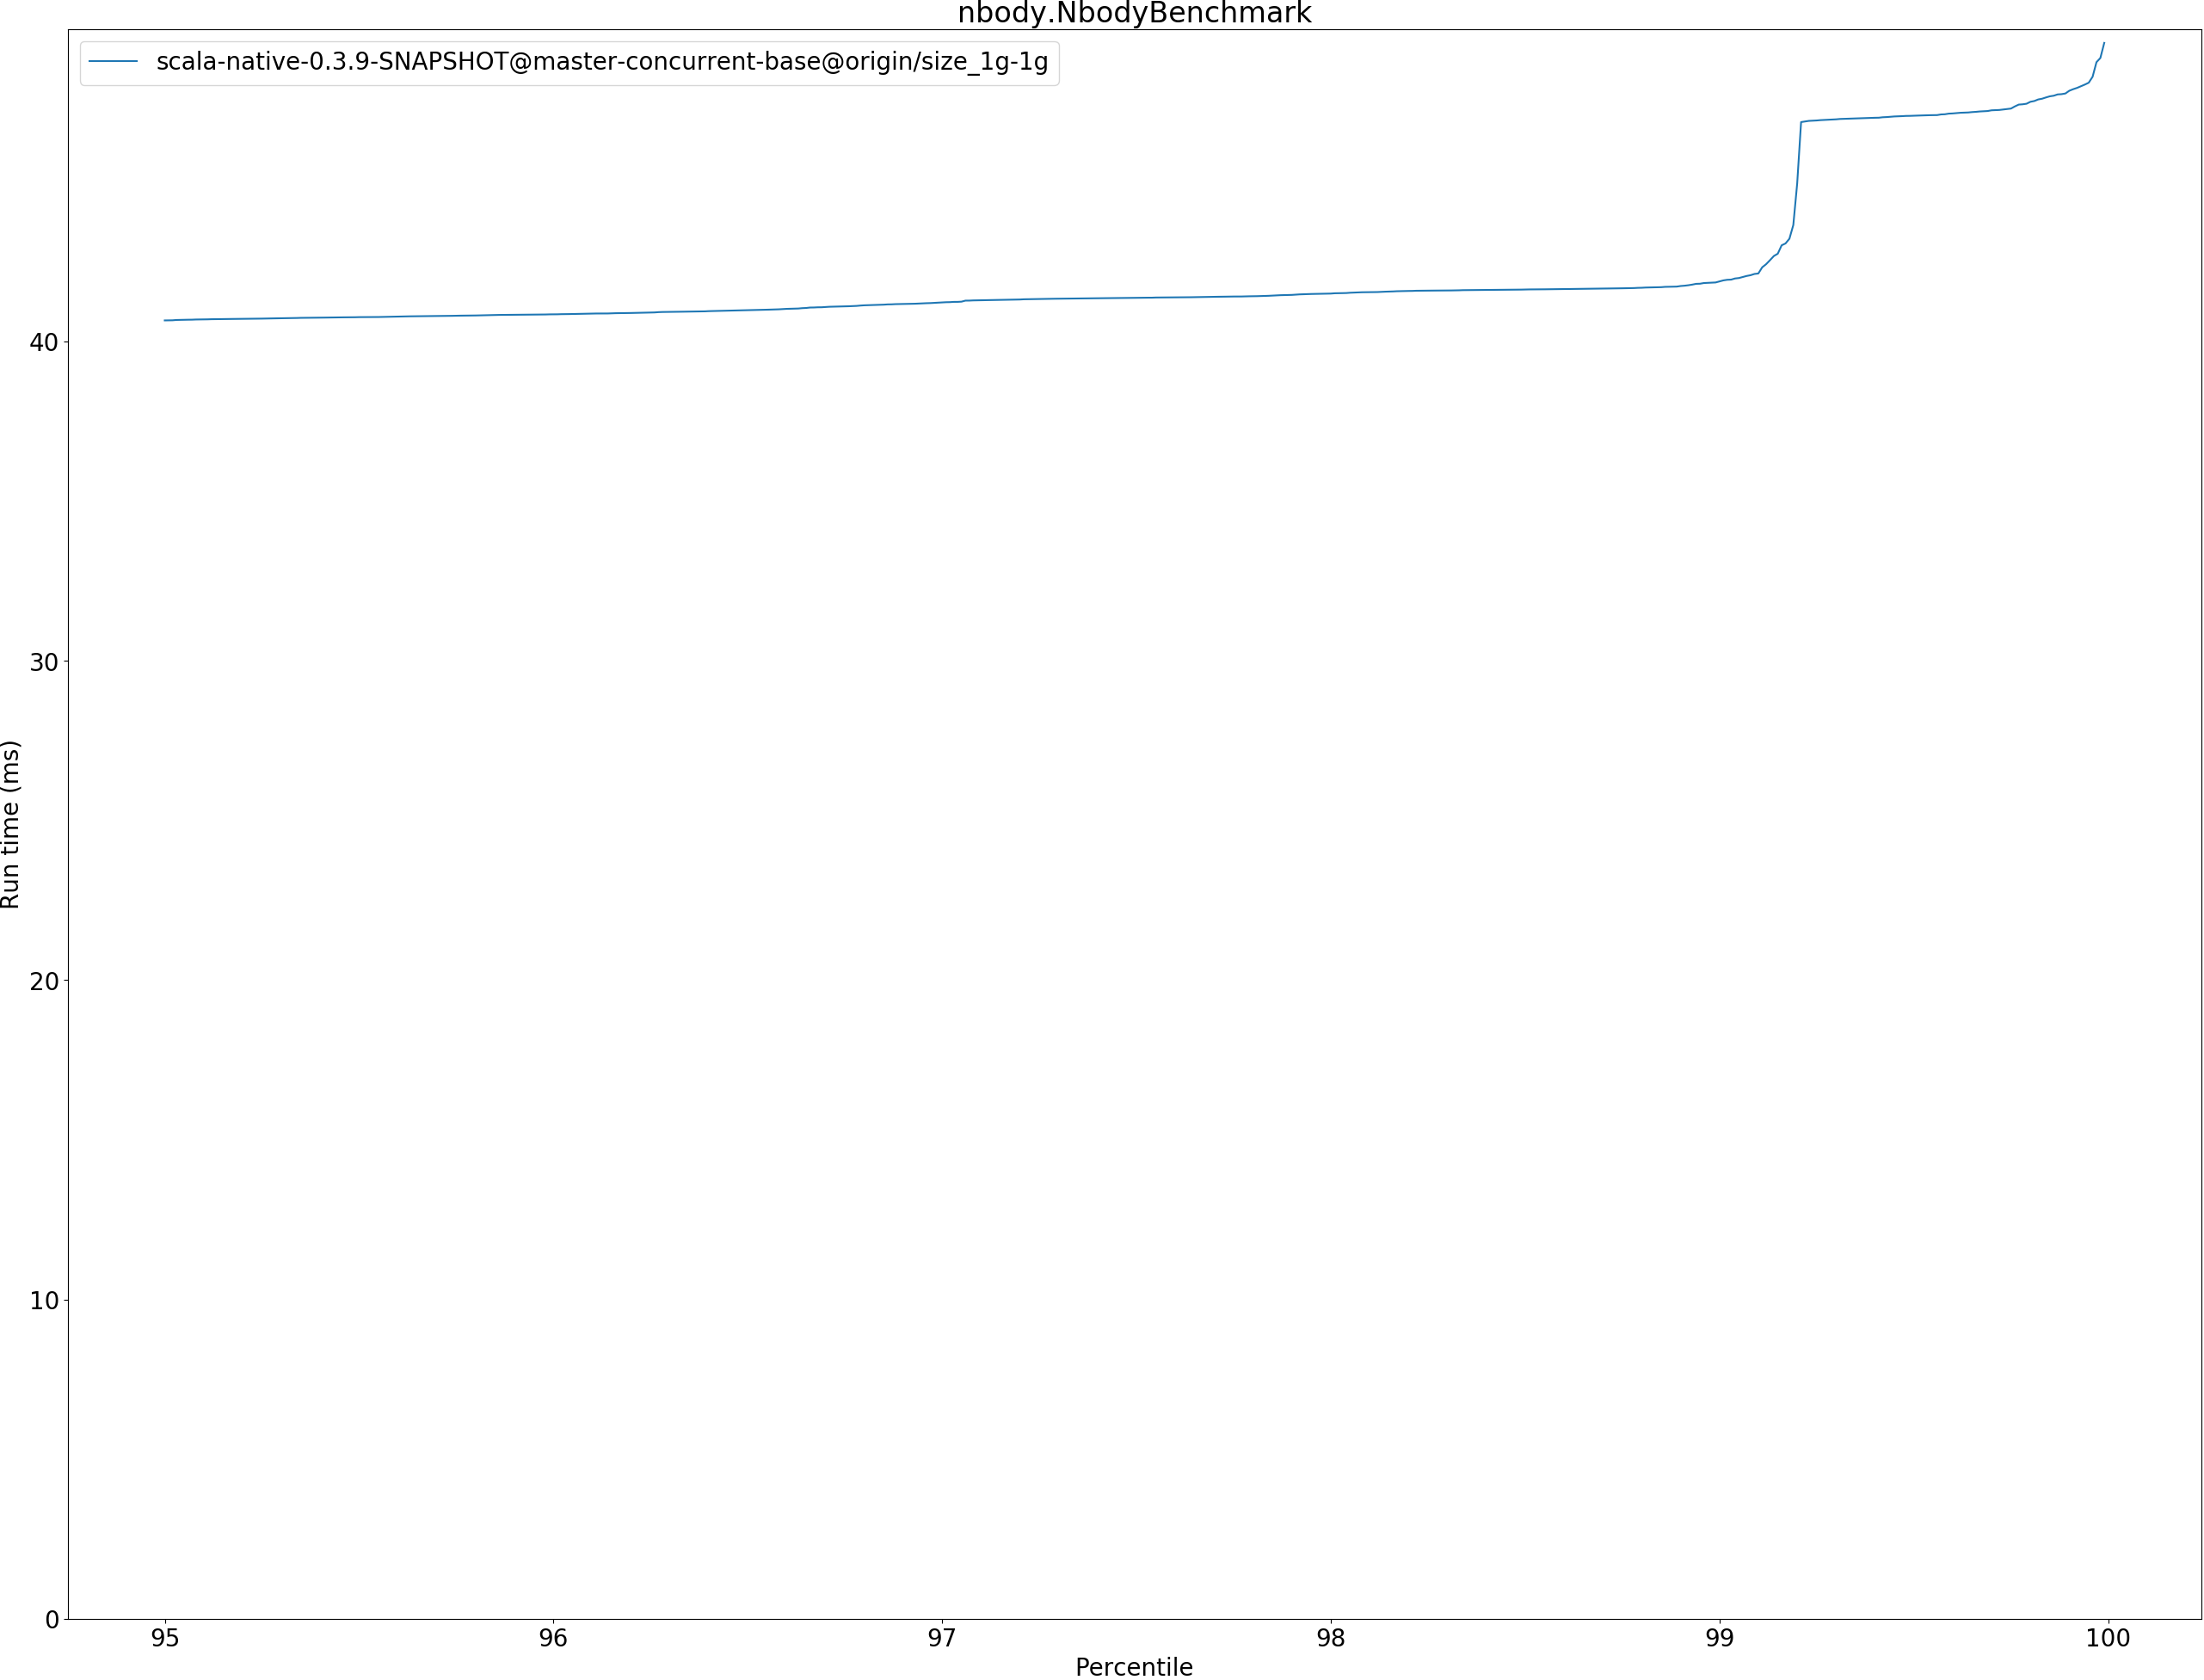 nbody.NbodyBenchmark
scala-native-0.3.9-SNAPSHOT@master-concurrent-base@origin/size_1g-1g
Run time (ms)
40
30
20
10
0
95 96 97 98 99 100
Percentile